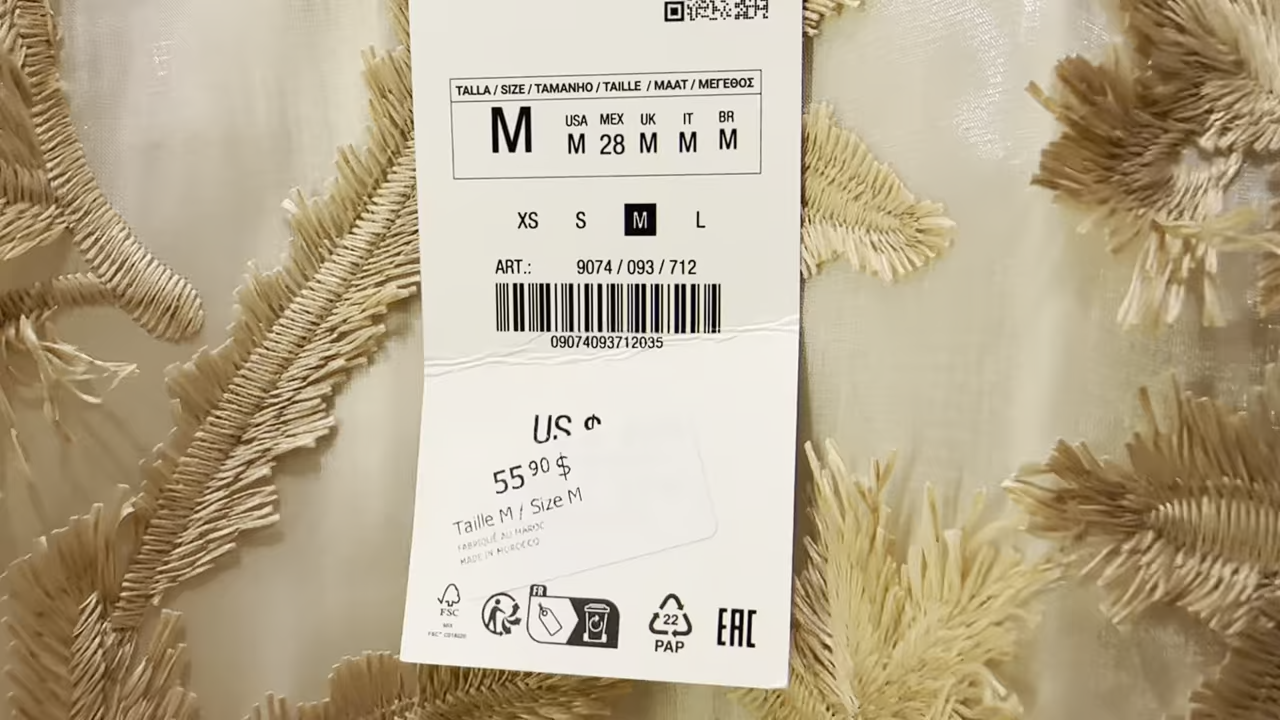 TALLA / SIZE / TAMANHO / TAILLE / MAAT / ΜΕΓΕΘΟΣ
M
USA MEX UK IT BR
M 28 M M M
XS S M L
ART.: 9074 / 093 / 712
09074093712035
US $
55 90 $
Taille M / Size M
FABRIQUÉ AU MAROC
MADE IN MOROCCO
FR
FSC
MIX
22
PAP
EAC